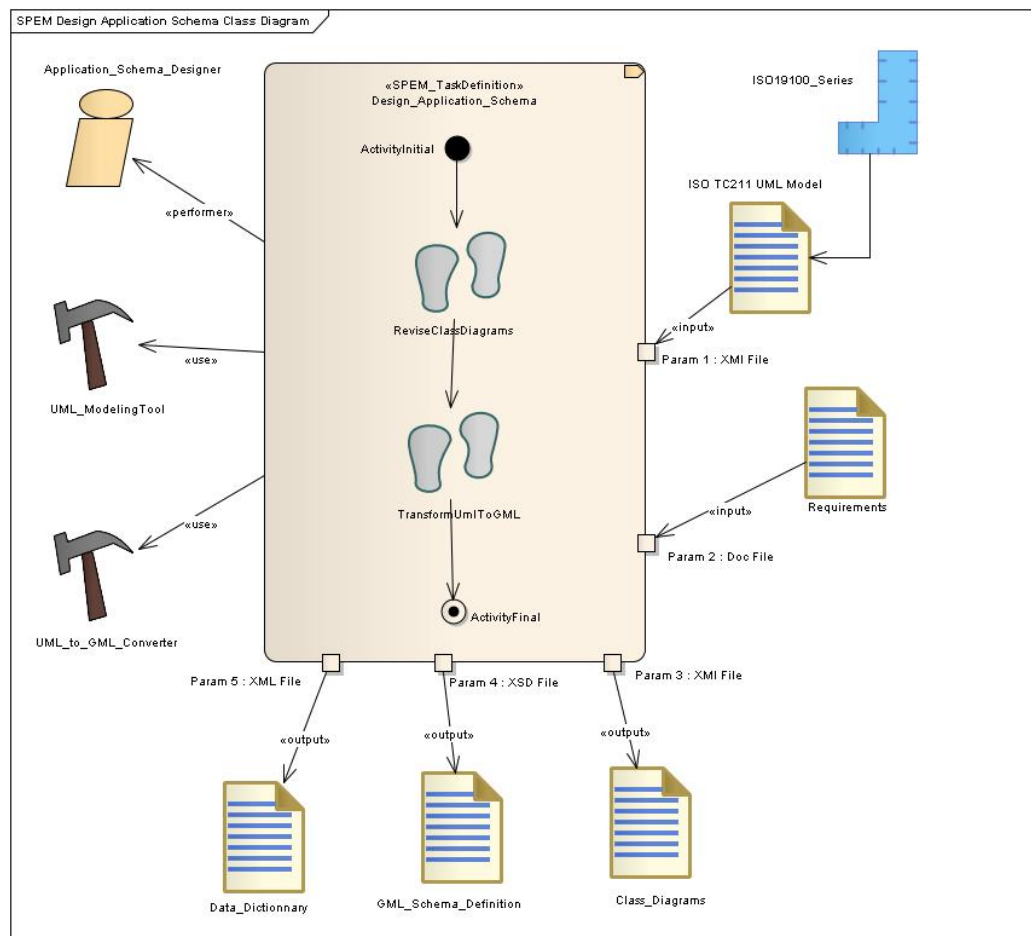 SPEM Design Application Schema Class Diagram
Application_Schema_Designer
«SPEM_TaskDefinition»
Design_Application_Schema
ISO19100_Series
ActivityInitial
ISO TC211 UML Model
«performer»
«input»
ReviseClassDiagrams
«use»
Param 1 : XMI File
UML_ModelingTool
«use»
TransformUmlToGML
«input»
Requirements
Param 2 : Doc File
ActivityFinal
UML_to_GML_Converter
Param 5 : XML File
Param 4 : XSD File
Param 3 : XMI File
«output»
«output»
«output»
Data_Dictionnary
GML_Schema_Definition
Class_Diagrams